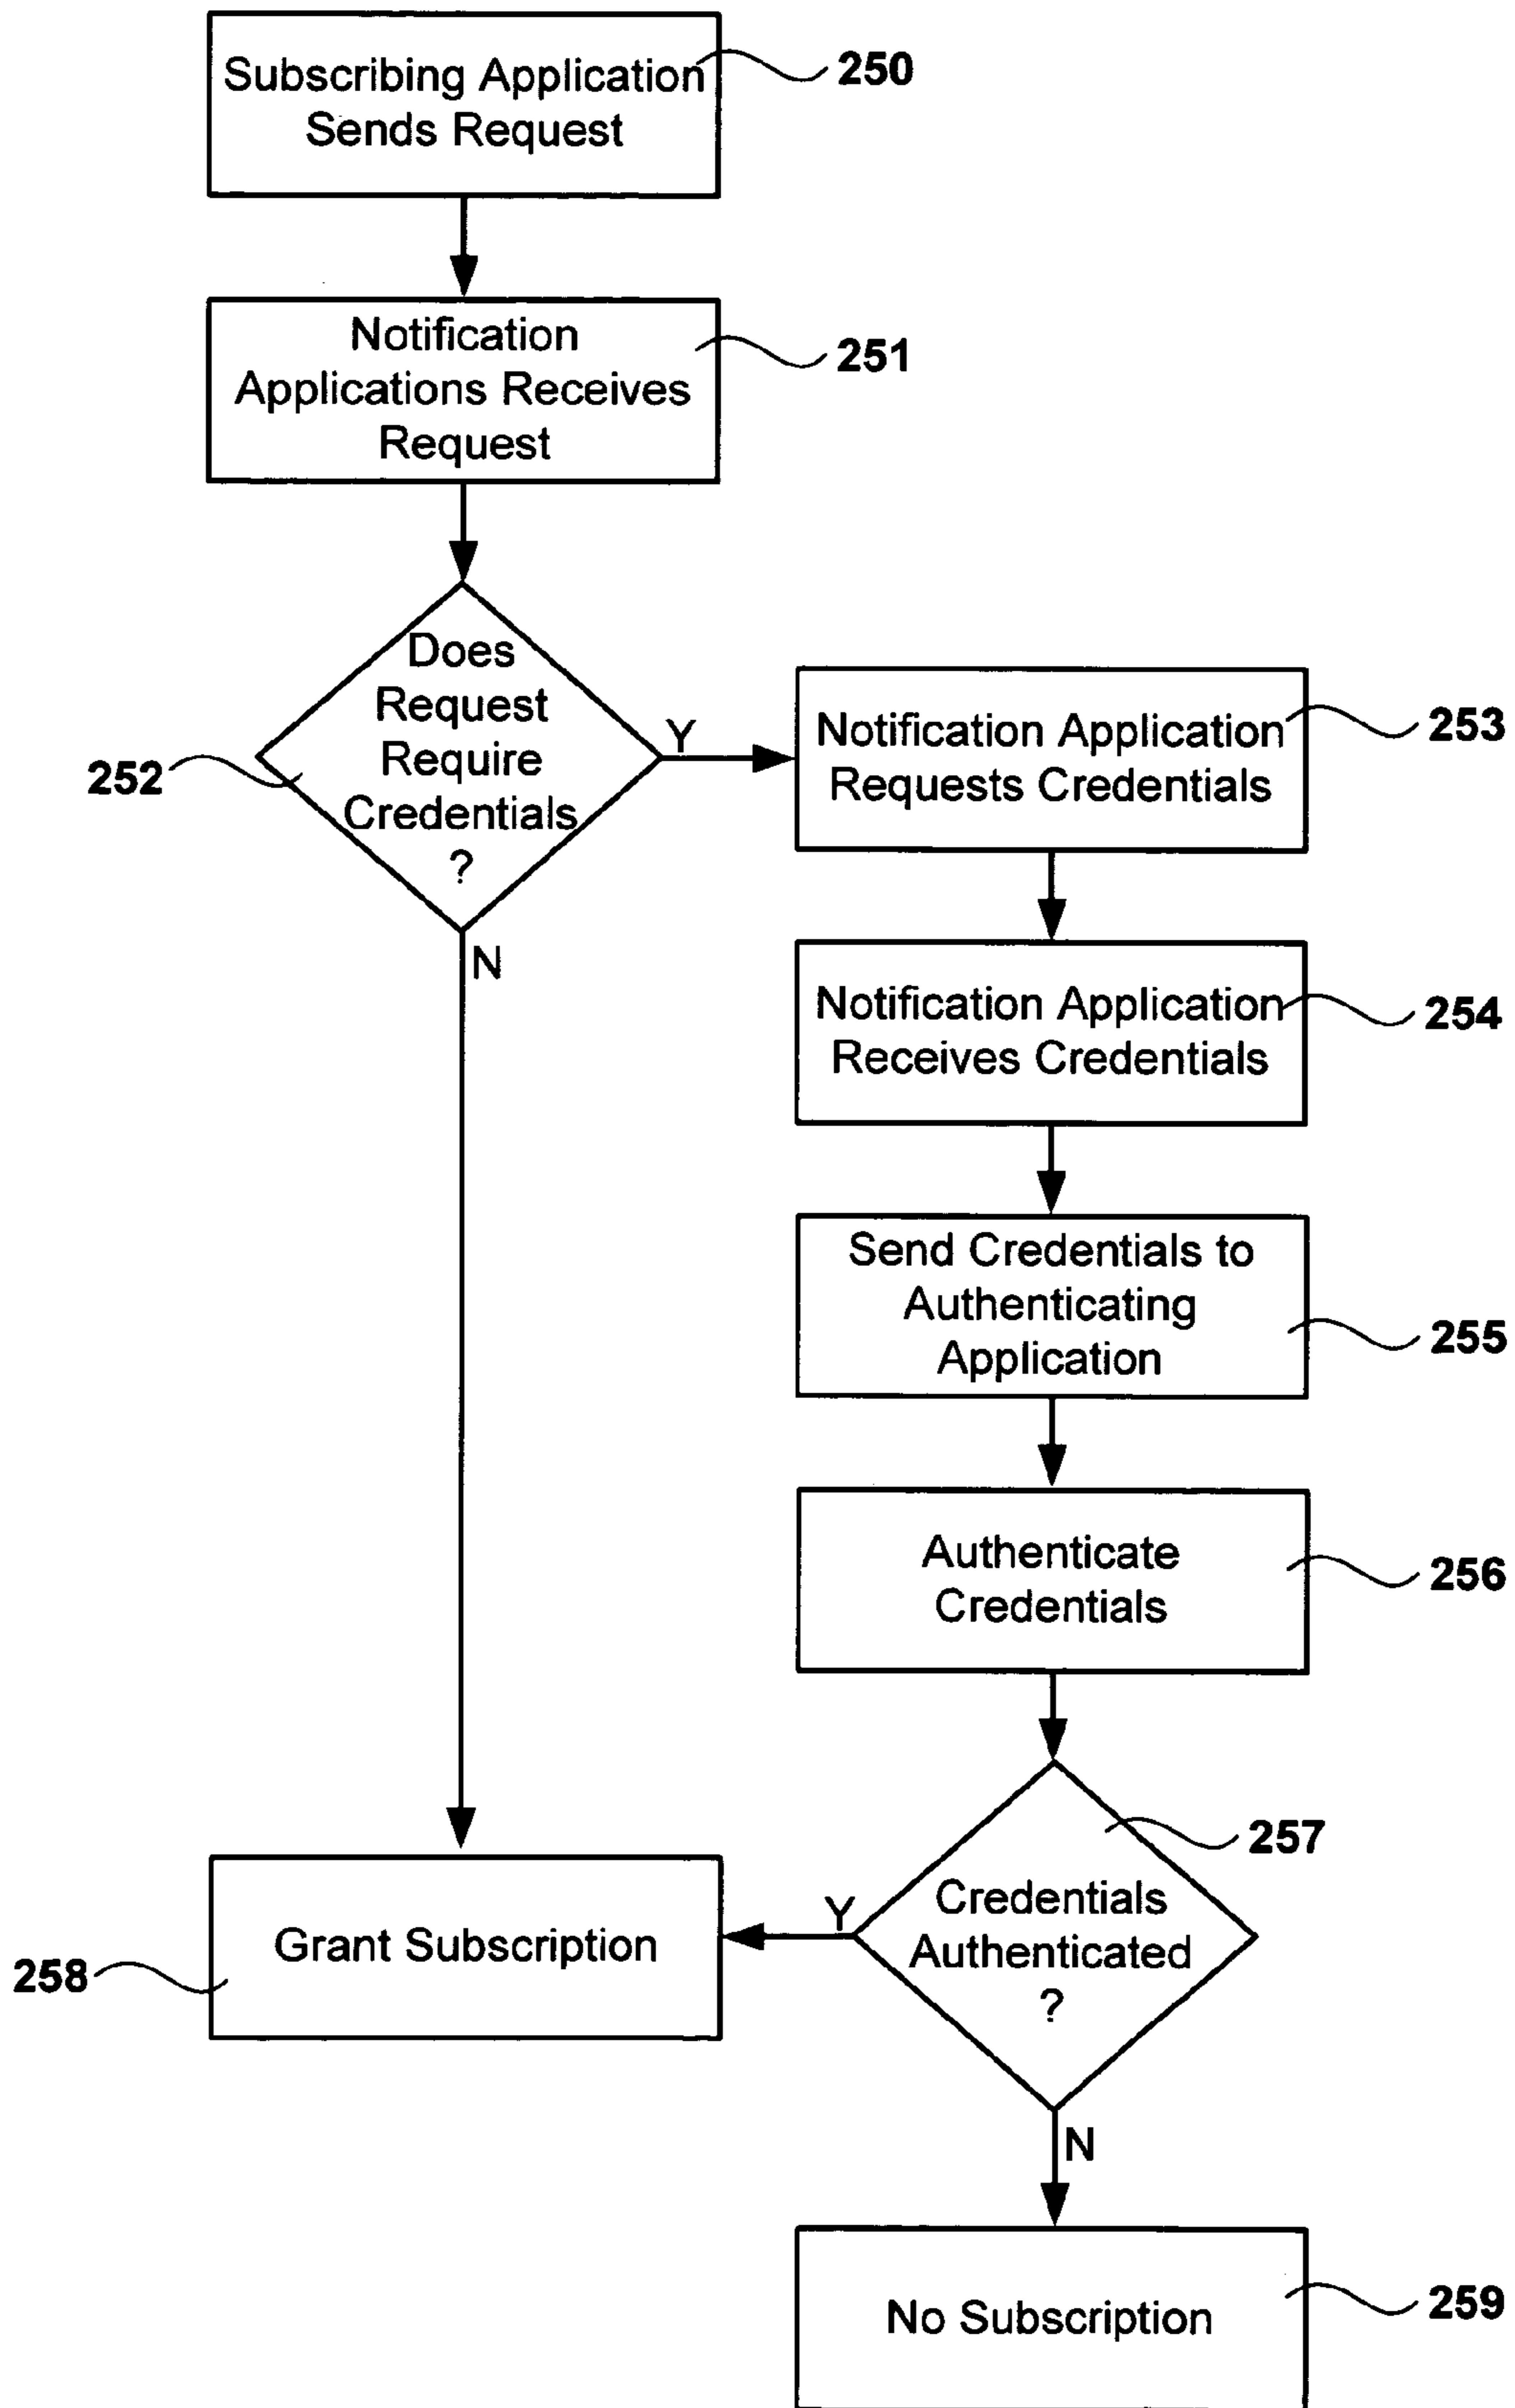 Subscribing Application
Sends Request
250
Notification
Applications Receives
Request
251
Does
Request
Require
Credentials
?
252
Y
N
Notification Application
Requests Credentials
253
Notification Application
Receives Credentials
254
Send Credentials to
Authenticating
Application
255
Authenticate
Credentials
256
Credentials
Authenticated
?
257
Y
N
Grant Subscription
258
No Subscription
259